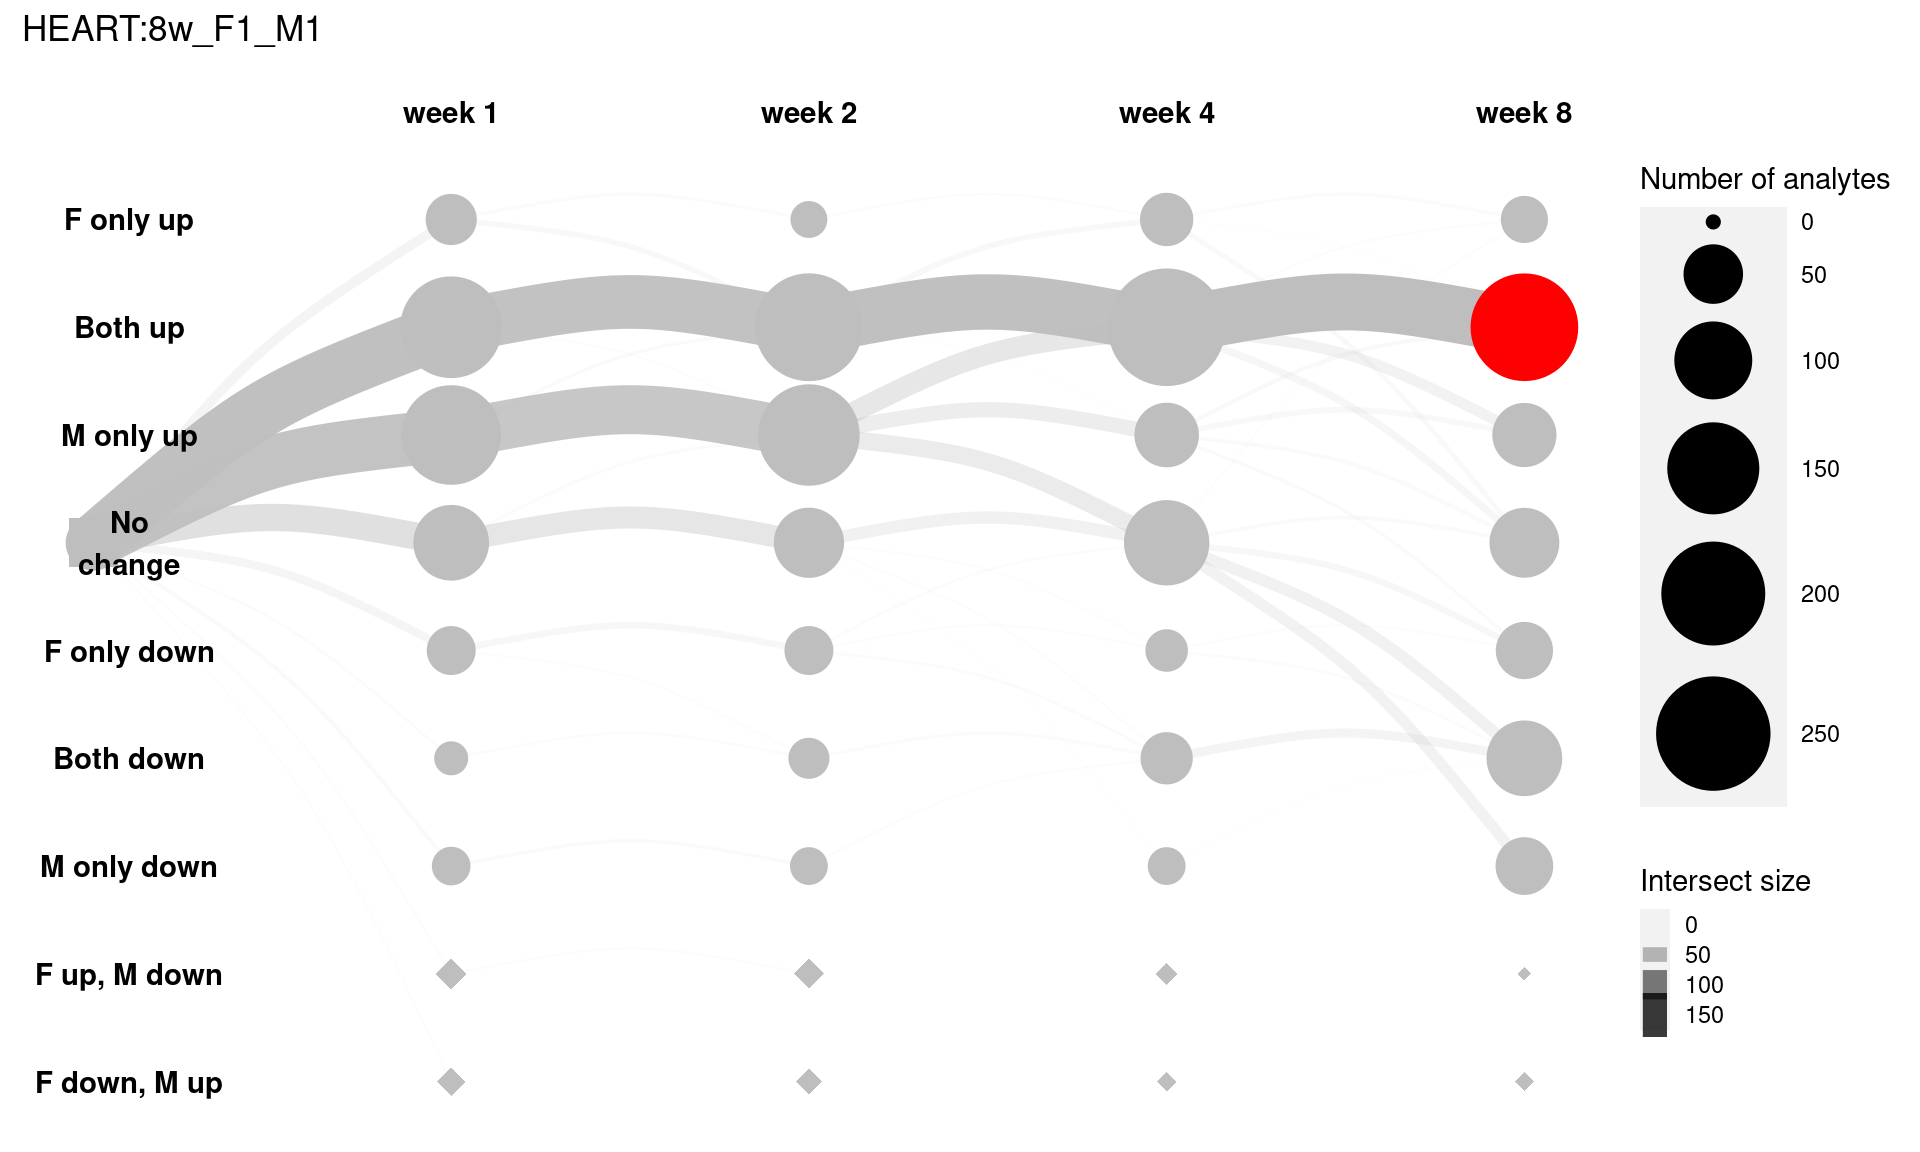 HEART:8w_F1_M1
week 1
week 2
week 4
week 8
F only up
Both up
M only up
No
change
F only down
Both down
M only down
F up, M down
F down, M up
Number of analytes
0
50
100
150
200
250
Intersect size
0
50
100
150